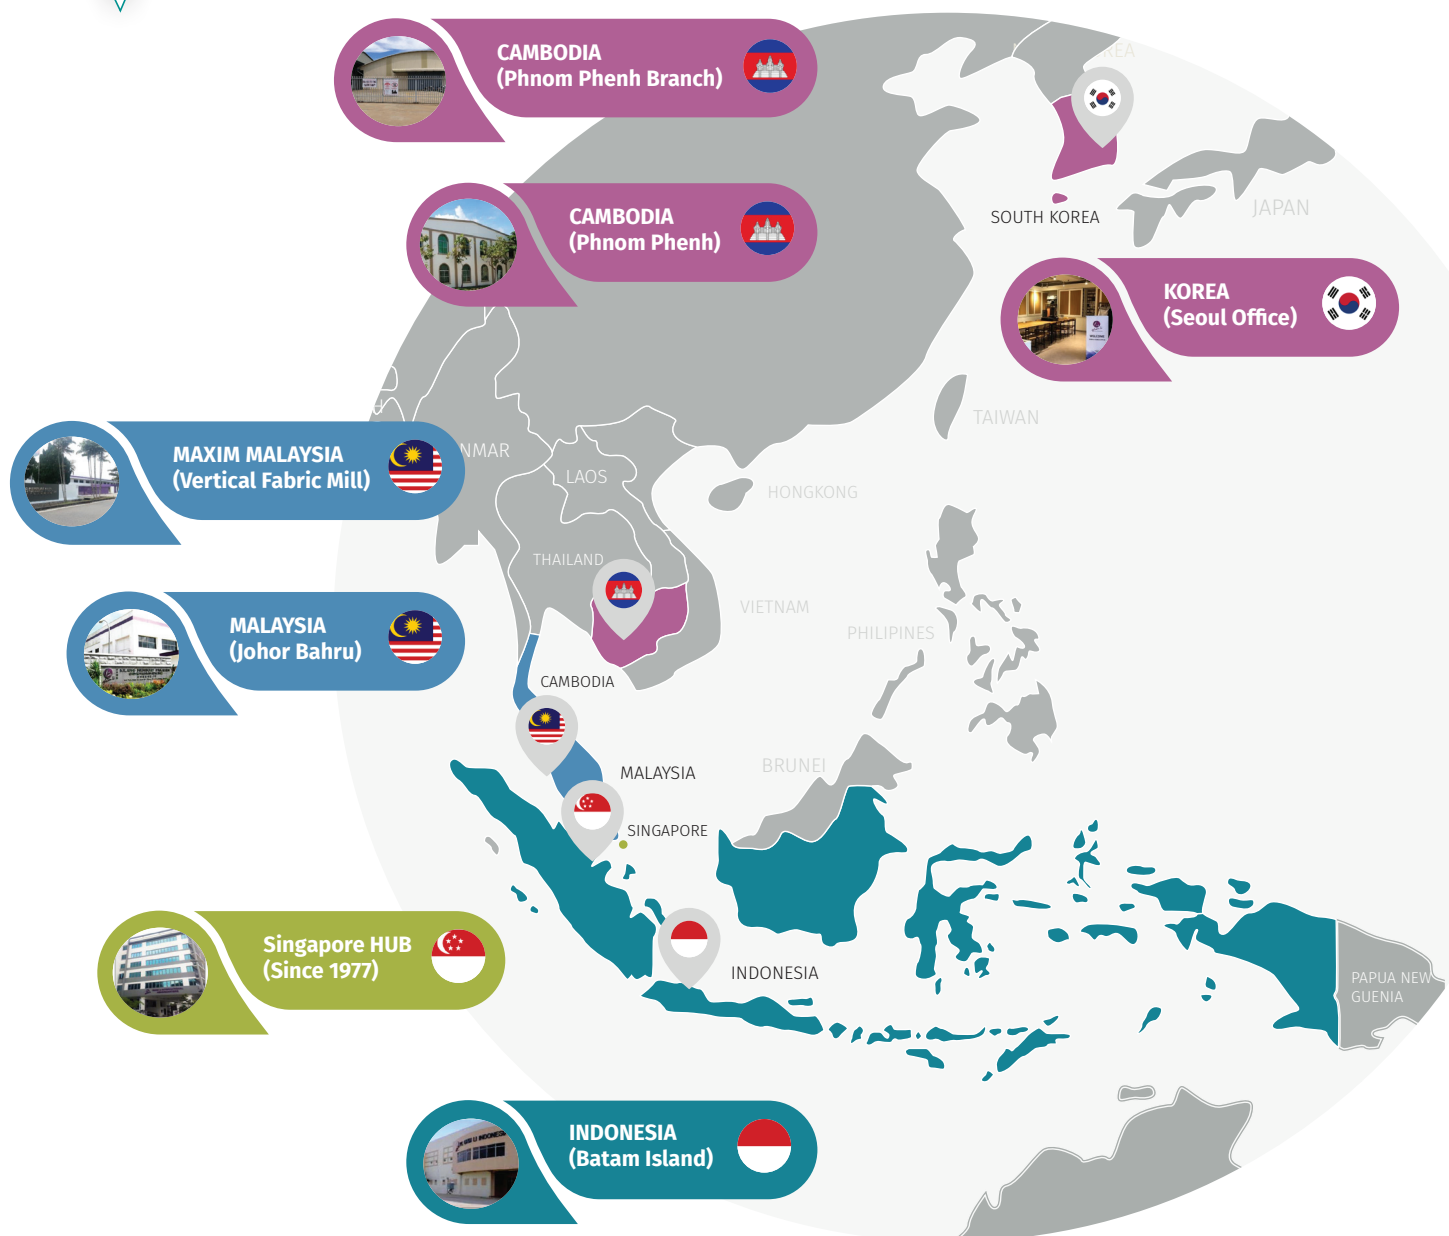 CAMBODIA
(Phnom Phenh Branch)
CAMBODIA
(Phnom Phenh)
SOUTH KOREA
JAPAN
KOREA
(Seoul Office)
TAIWAN
MAXIM MALAYSIA
(Vertical Fabric Mill)
NMAR
LAOS
HONGKONG
THAILAND
VIETNAM
PHILIPINES
MALAYSIA
(Johor Bahru)
CAMBODIA
BRUNEI
MALAYSIA
SINGAPORE
Singapore HUB
(Since 1977)
INDONESIA
PAPUA NEW
GUENIA
INDONESIA
(Batam Island)